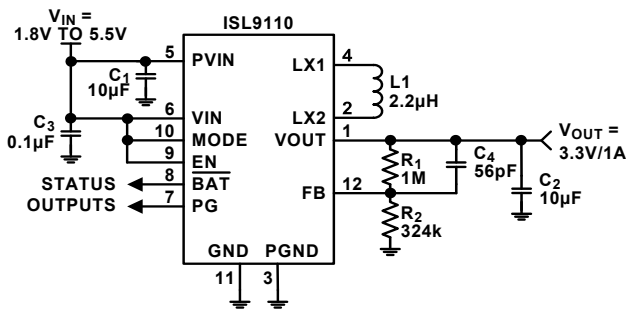 ISL9110
VIN =
1.8V TO 5.5V
5
PVIN
C1
10µF
LX1
4
L1
2.2µH
LX2
2
6
VIN
C3
0.1µF
10
MODE
9
EN
VOUT
1
VOUT =
3.3V/1A
R1
1M
C4
56pF
STATUS
OUTPUTS
8
BAT
7
PG
FB
12
C2
10µF
R2
324k
GND
PGND
11
3